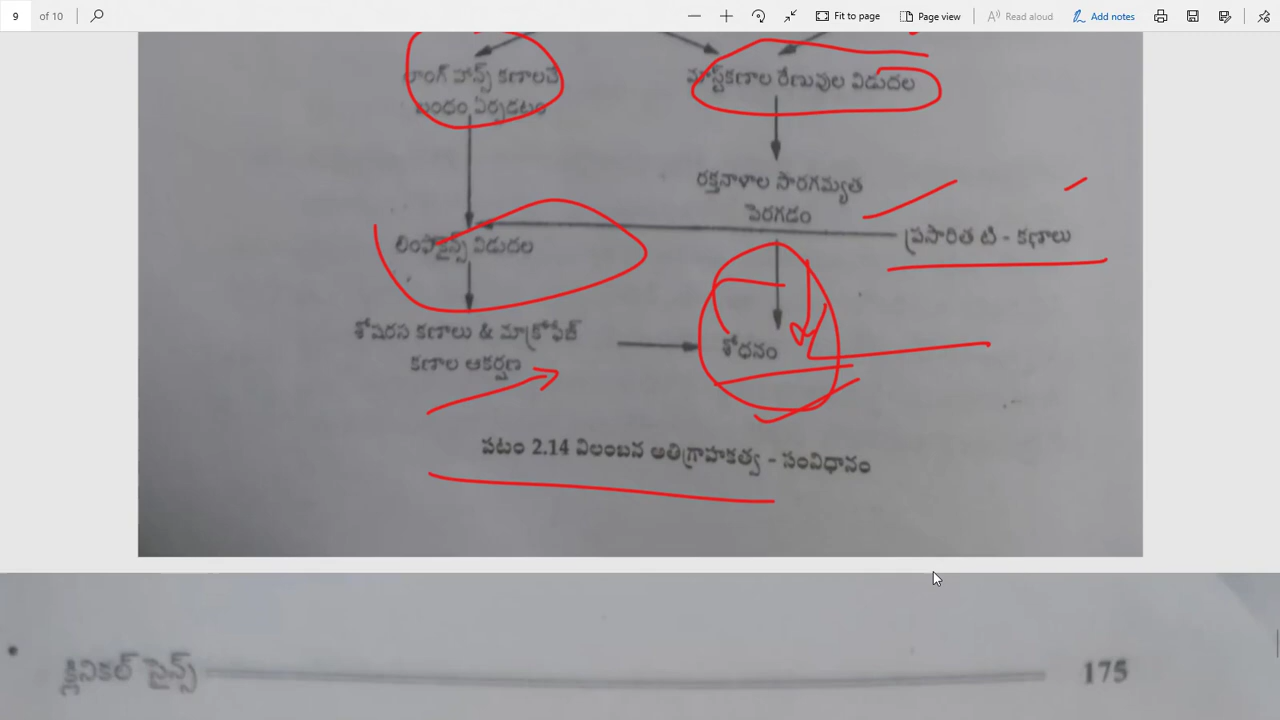 9 of 10 Fit to page Page view Read aloud Add notes
లాంగ్ హాన్స్ కణాలచే
బంధం ఏర్పడటం
మాస్ట్‌కణాల రేణువుల విడుదల
రక్తనాళాల పారగమ్యత
పెరగడం
ప్రసారిత టి - కణాలు
లింఫోకైన్స్ విడుదల
శోషరస కణాలు & మాక్రోఫేజ్
కణాల ఆకర్షణ
శోధనం
పటం 2.14 విలంబన అతిగ్రాహకత్వ - సంవిధానం
క్లినికల్ సైన్స్ 175